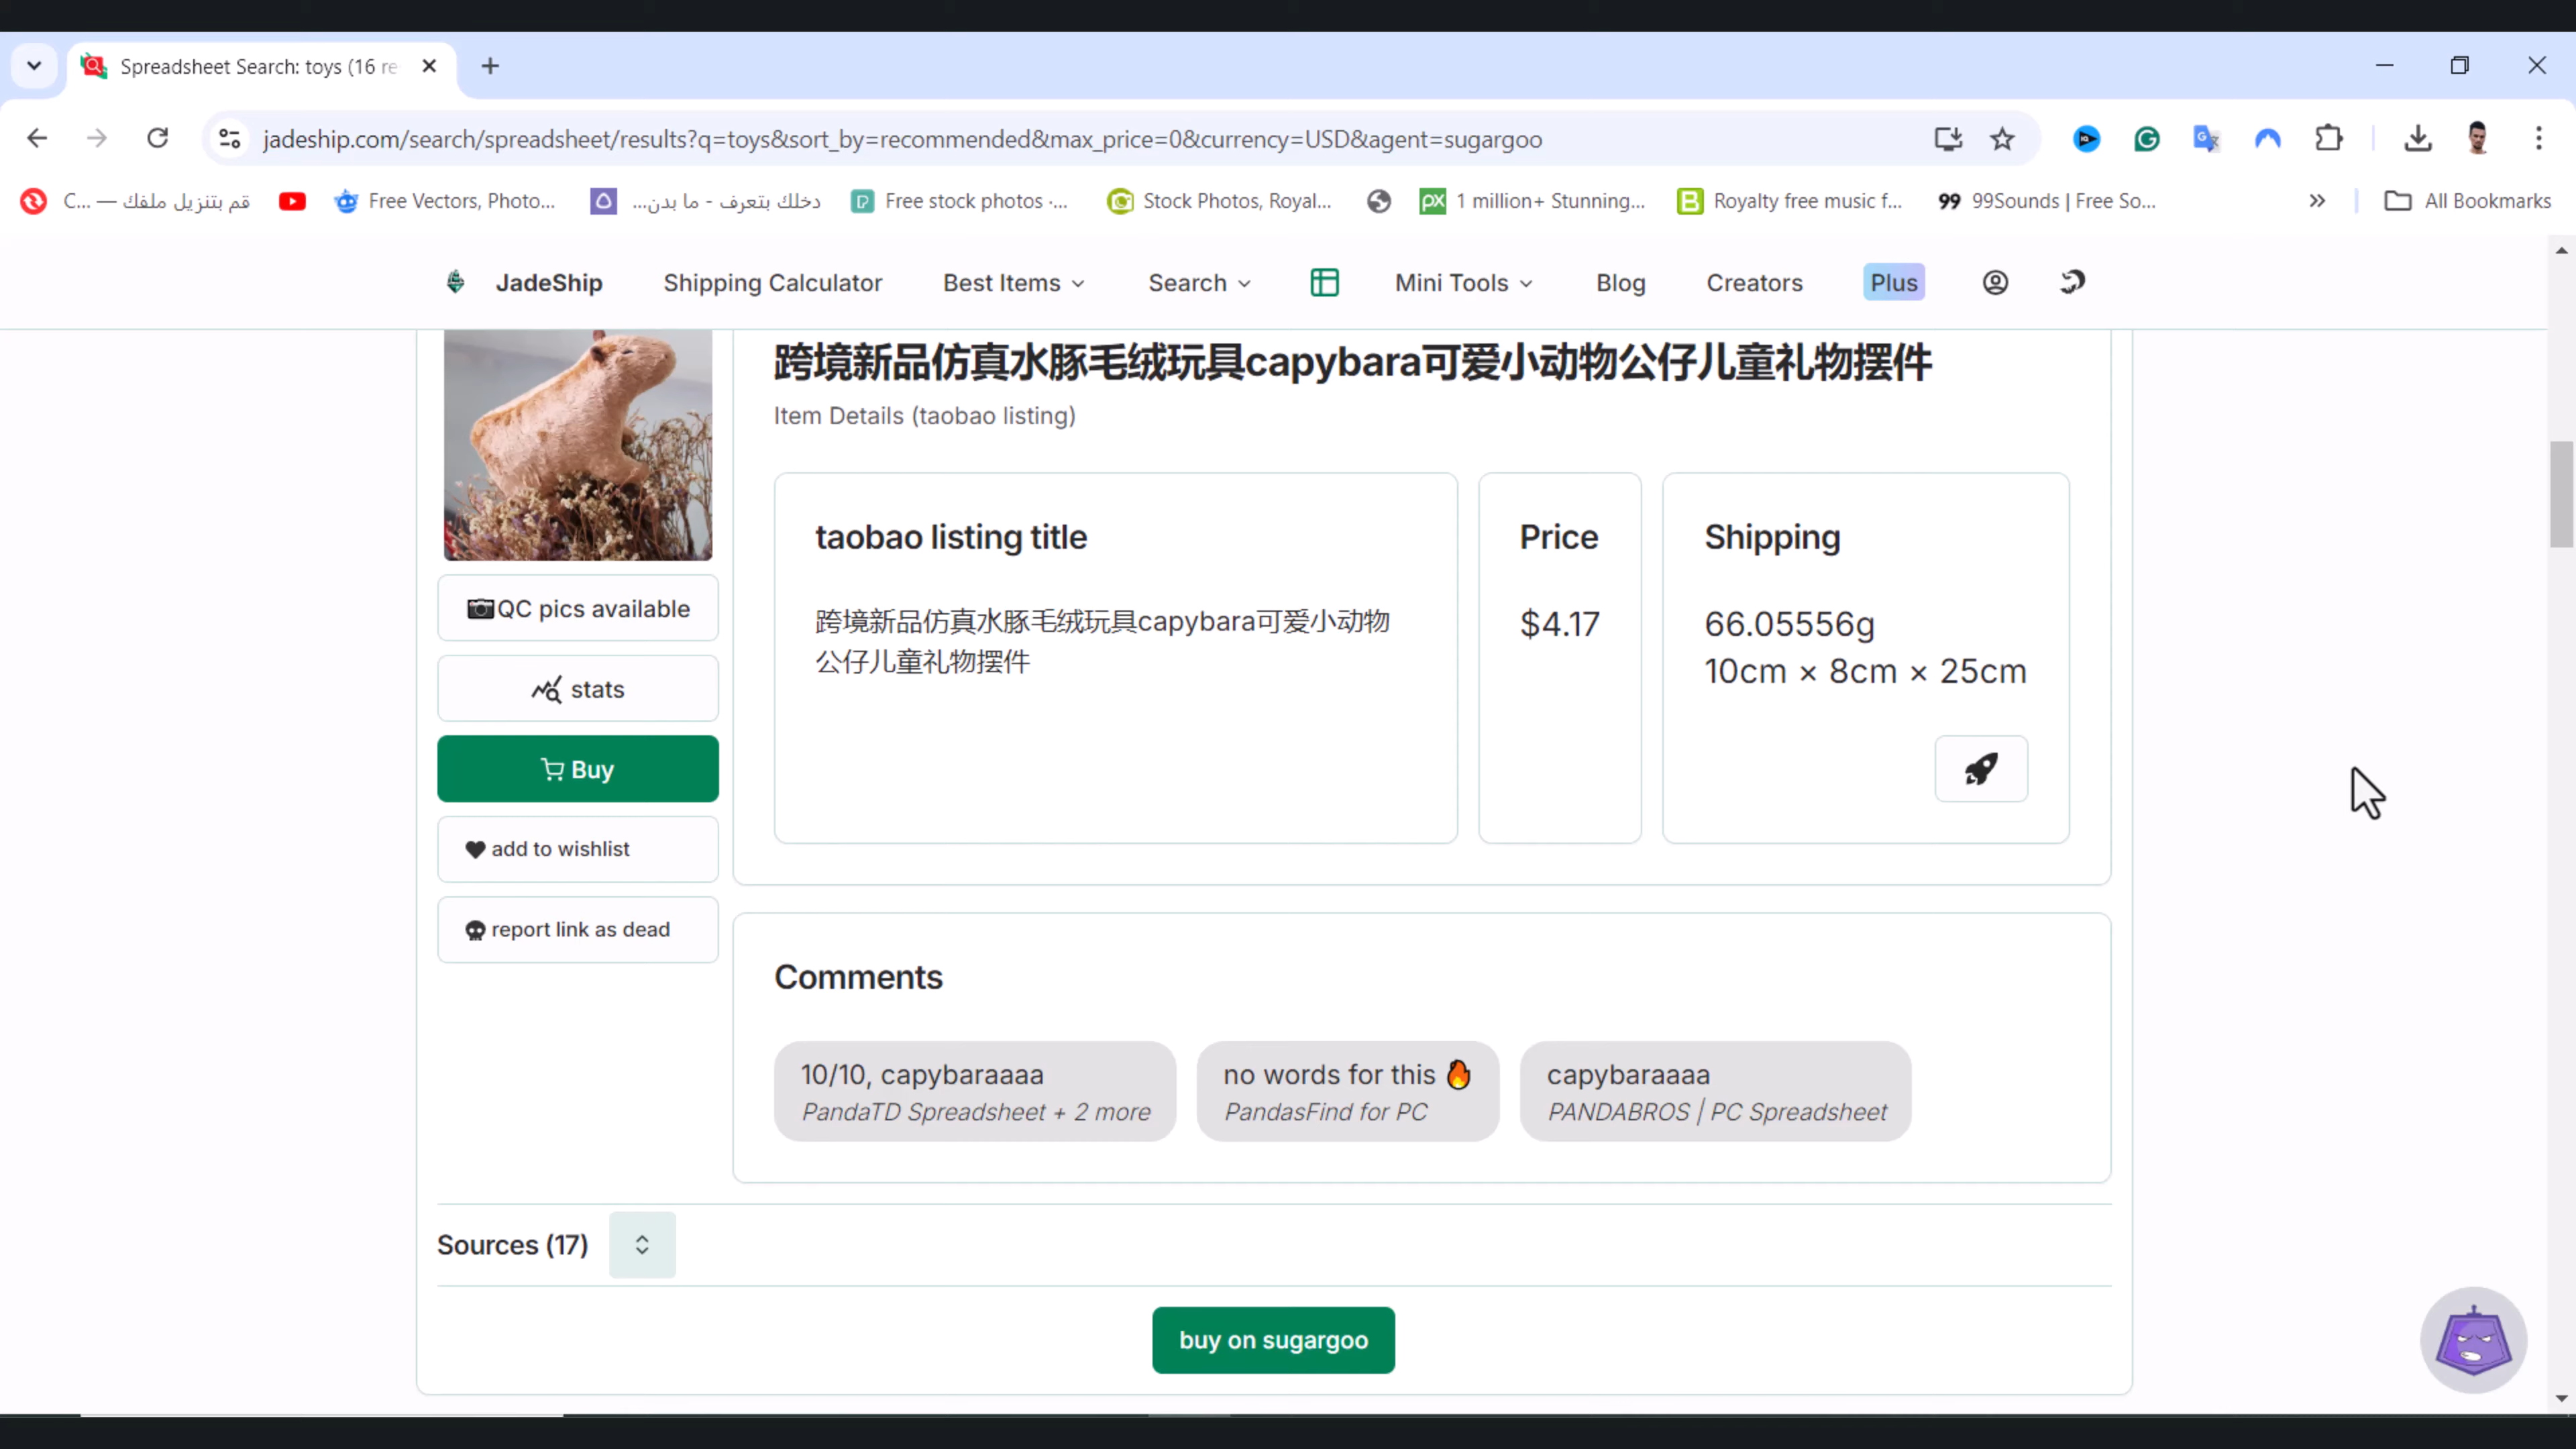 Spreadsheet Search: toys (16 re
jadeship.com/search/spreadsheet/results?q=toys&sort_by=recommended&max_price=0&currency=USD&agent=sugargoo
قم بتنزيل ملفك — C...
Free Vectors, Photo...
دخلك بتعرف - ما بدن...
Free stock photos ·...
Stock Photos, Royal...
1 million+ Stunning...
Royalty free music f...
99 99Sounds | Free So...
All Bookmarks
JadeShip
Shipping Calculator
Best Items
Search
Mini Tools
Blog
Creators
Plus
跨境新品仿真水豚毛绒玩具capybara可爱小动物公仔儿童礼物摆件
Item Details (taobao listing)
taobao listing title
跨境新品仿真水豚毛绒玩具capybara可爱小动物
公仔儿童礼物摆件
Price
$4.17
Shipping
66.05556g
10cm × 8cm × 25cm
QC pics available
stats
Buy
add to wishlist
report link as dead
Comments
10/10, capybaraaaa
PandaTD Spreadsheet + 2 more
no words for this 🔥
PandasFind for PC
capybaraaaa
PANDABROS | PC Spreadsheet
Sources (17)
buy on sugargoo